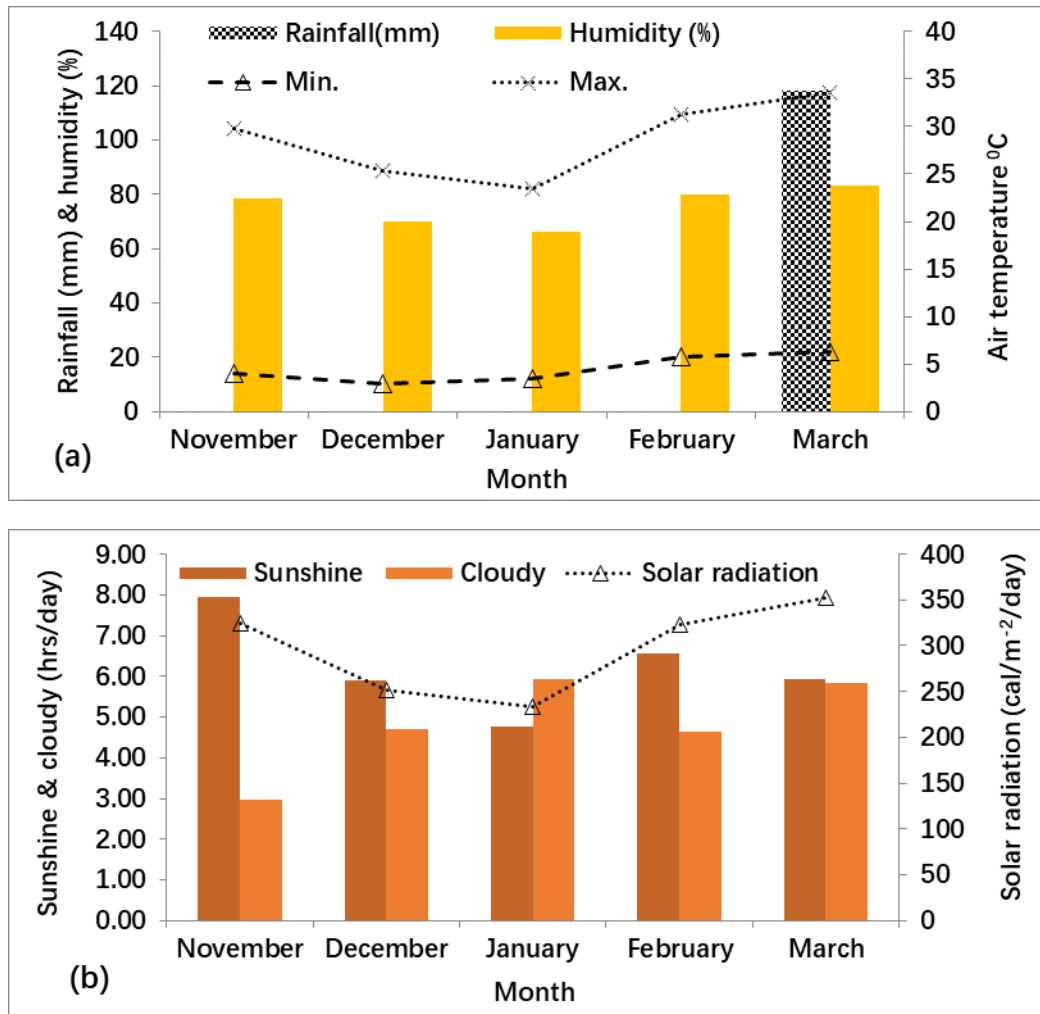 Rainfall(mm) Humidity (%)
Min. Max.
Rainfall (mm) & humidity (%)
140
120
100
80
60
40
20
0
40
35
30
25
20
15
10
5
0
Air temperature ⁰C
November December January February March
(a)
Month
Sunshine Cloudy Solar radiation
Sunshine & cloudy (hrs/day)
9.00
8.00
7.00
6.00
5.00
4.00
3.00
2.00
1.00
0.00
400
350
300
250
200
150
100
50
0
Solar radiation (cal/m⁻²/day)
November December January February March
(b)
Month